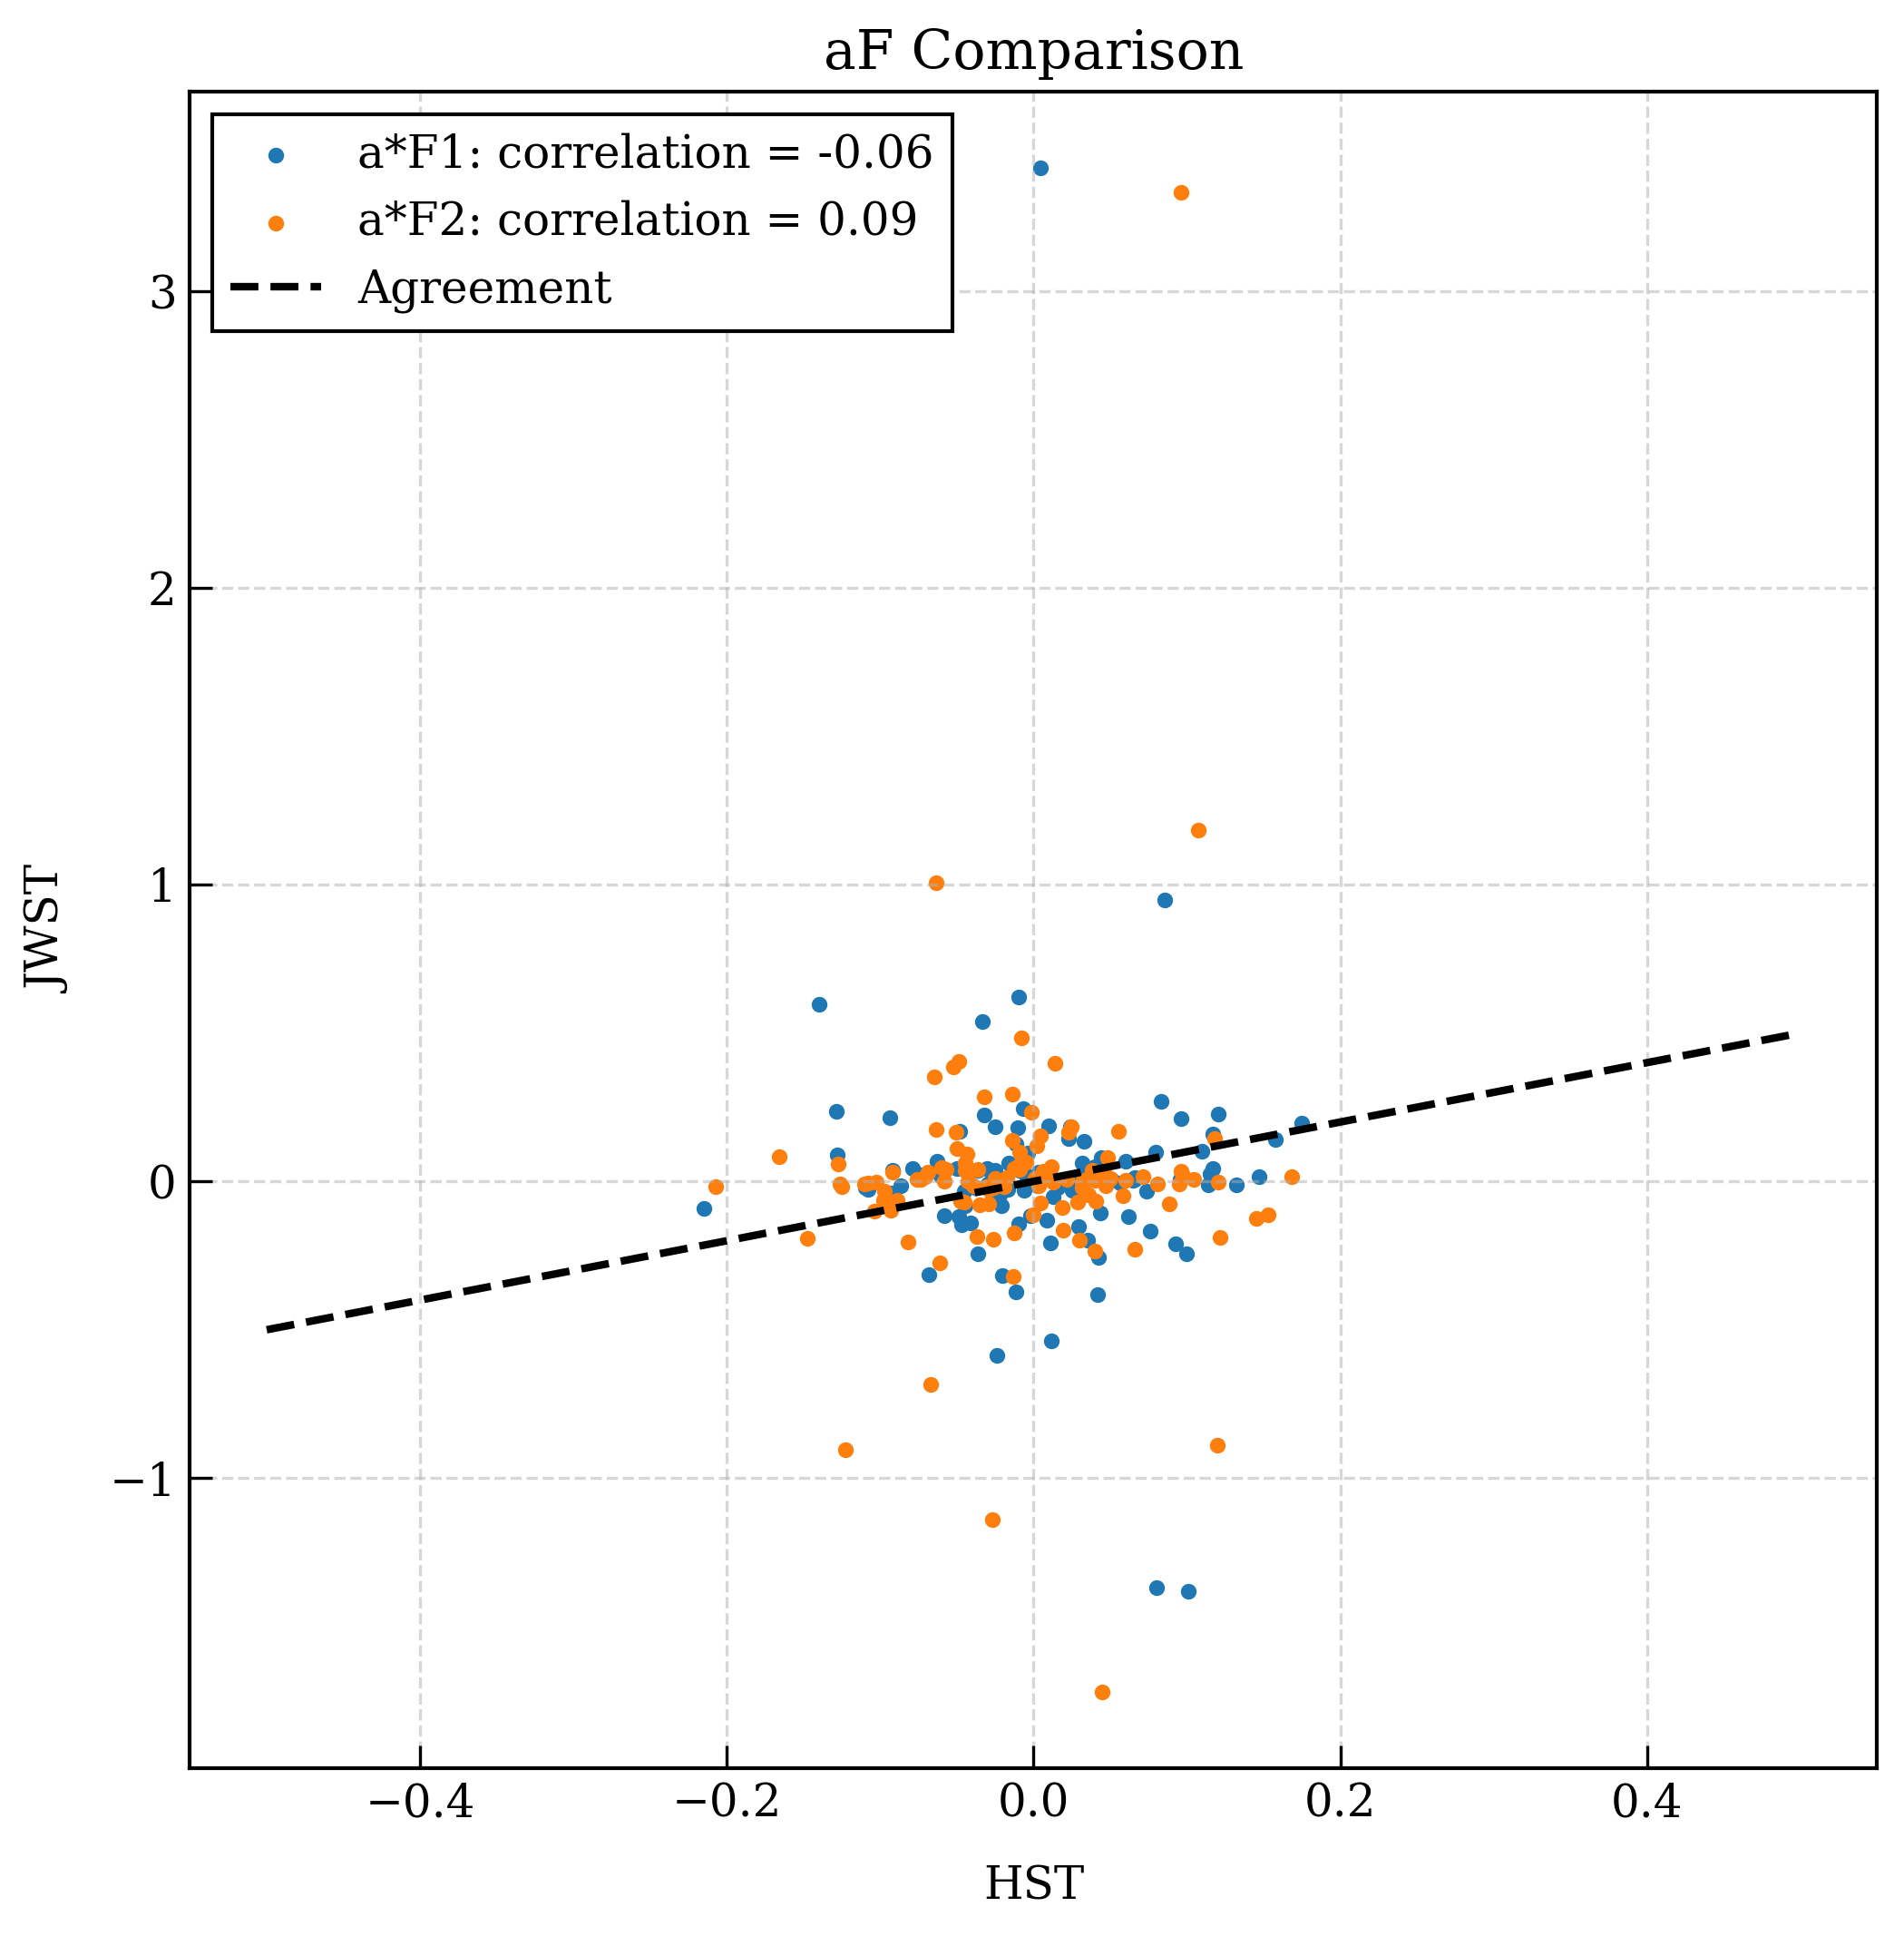 aF Comparison
a*F1: correlation = -0.06
a*F2: correlation = 0.09
Agreement
3
2
1
0
−1
JWST
−0.4
−0.2
0.0
0.2
0.4
HST